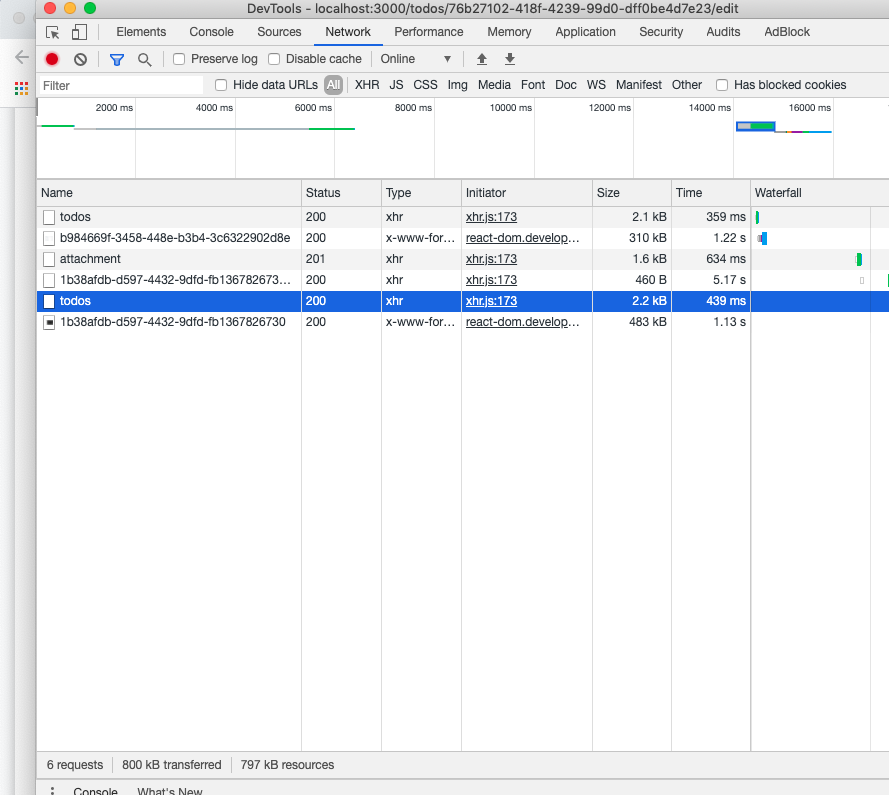 DevTools - localhost:3000/todos/76b27102-418f-4239-99d0-dff0be4d7e23/edit
Elements Console Sources Network Performance Memory Application Security Audits AdBlock
Preserve log Disable cache Online ▼
Filter Hide data URLs All XHR JS CSS Img Media Font Doc WS Manifest Other Has blocked cookies
2000 ms 4000 ms 6000 ms 8000 ms 10000 ms 12000 ms 14000 ms 16000 ms
Name Status Type Initiator Size Time Waterfall
todos 200 xhr xhr.js:173 2.1 kB 359 ms
b984669f-3458-448e-b3b4-3c6322902d8e 200 x-www-for… react-dom.develop… 310 kB 1.22 s
attachment 201 xhr xhr.js:173 1.6 kB 634 ms
1b38afdb-d597-4432-9dfd-fb136782673… 200 xhr xhr.js:173 460 B 5.17 s
todos 200 xhr xhr.js:173 2.2 kB 439 ms
1b38afdb-d597-4432-9dfd-fb1367826730 200 x-www-for… react-dom.develop… 483 kB 1.13 s
6 requests 800 kB transferred 797 kB resources
Console What's New